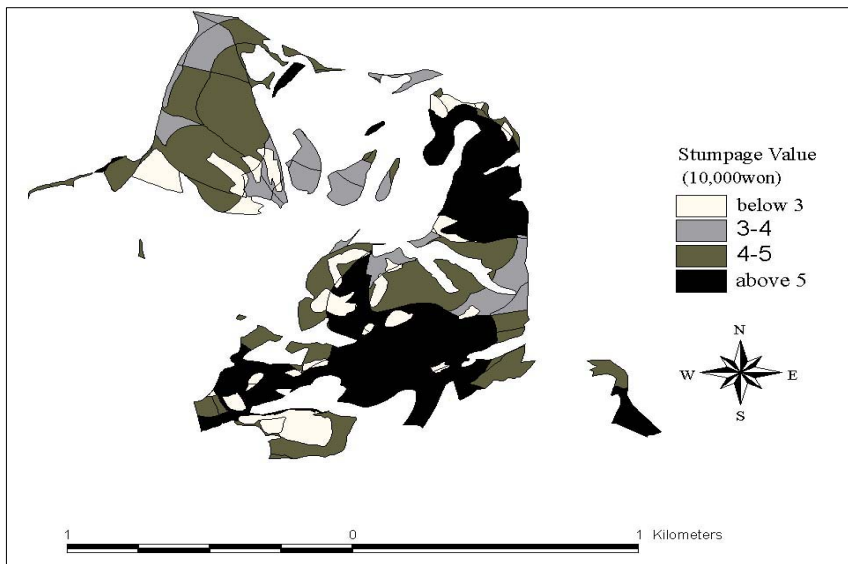 Stumpage Value
(10,000won)
below 3
3-4
4-5
above 5
N
W E
S
1 0 1 Kilometers